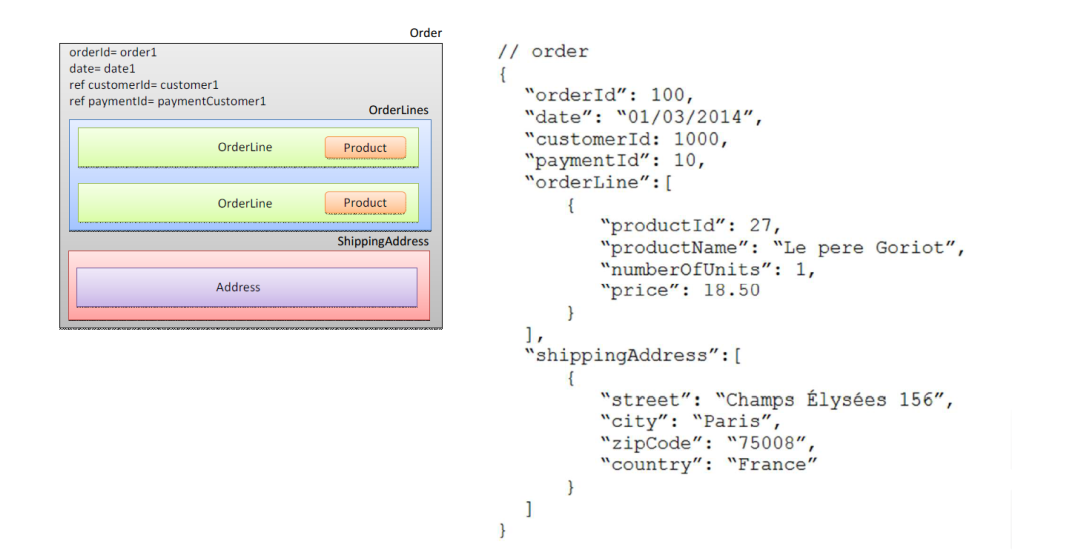 Order
orderId= order1
date= date1
ref customerId= customer1
ref paymentId= paymentCustomer1
OrderLines
OrderLine
Product
OrderLine
Product
ShippingAddress
Address
// order
{
“orderId”: 100,
“date”: “01/03/2014”,
“customerId: 1000,
“paymentId”: 10,
“orderLine”:[
{
“productId”: 27,
“productName”: “Le pere Goriot”,
“numberOfUnits”: 1,
“price”: 18.50
}
],
“shippingAddress”:[
{
“street”: “Champs Élysées 156”,
“city”: “Paris”,
“zipCode”: “75008”,
“country”: “France”
}
]
}